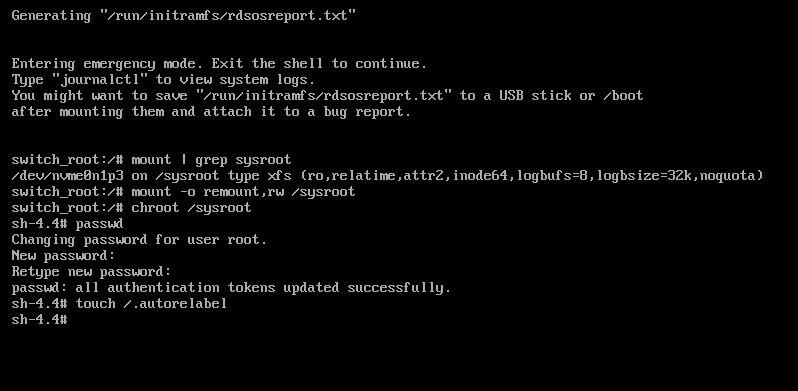 Generating "/run/initramfs/rdsosreport.txt"
Entering emergency mode. Exit the shell to continue.
Type "journalctl" to view system logs.
You might want to save "/run/initramfs/rdsosreport.txt" to a USB stick or /boot
after mounting them and attach it to a bug report.
switch_root:/# mount | grep sysroot
/dev/nvme0n1p3 on /sysroot type xfs (ro,relatime,attr2,inode64,logbufs=8,logbsize=32k,noquota)
switch_root:/# mount -o remount,rw /sysroot
switch_root:/# chroot /sysroot
sh-4.4# passwd
Changing password for user root.
New password:
Retype new password:
passwd: all authentication tokens updated successfully.
sh-4.4# touch /.autorelabel
sh-4.4#